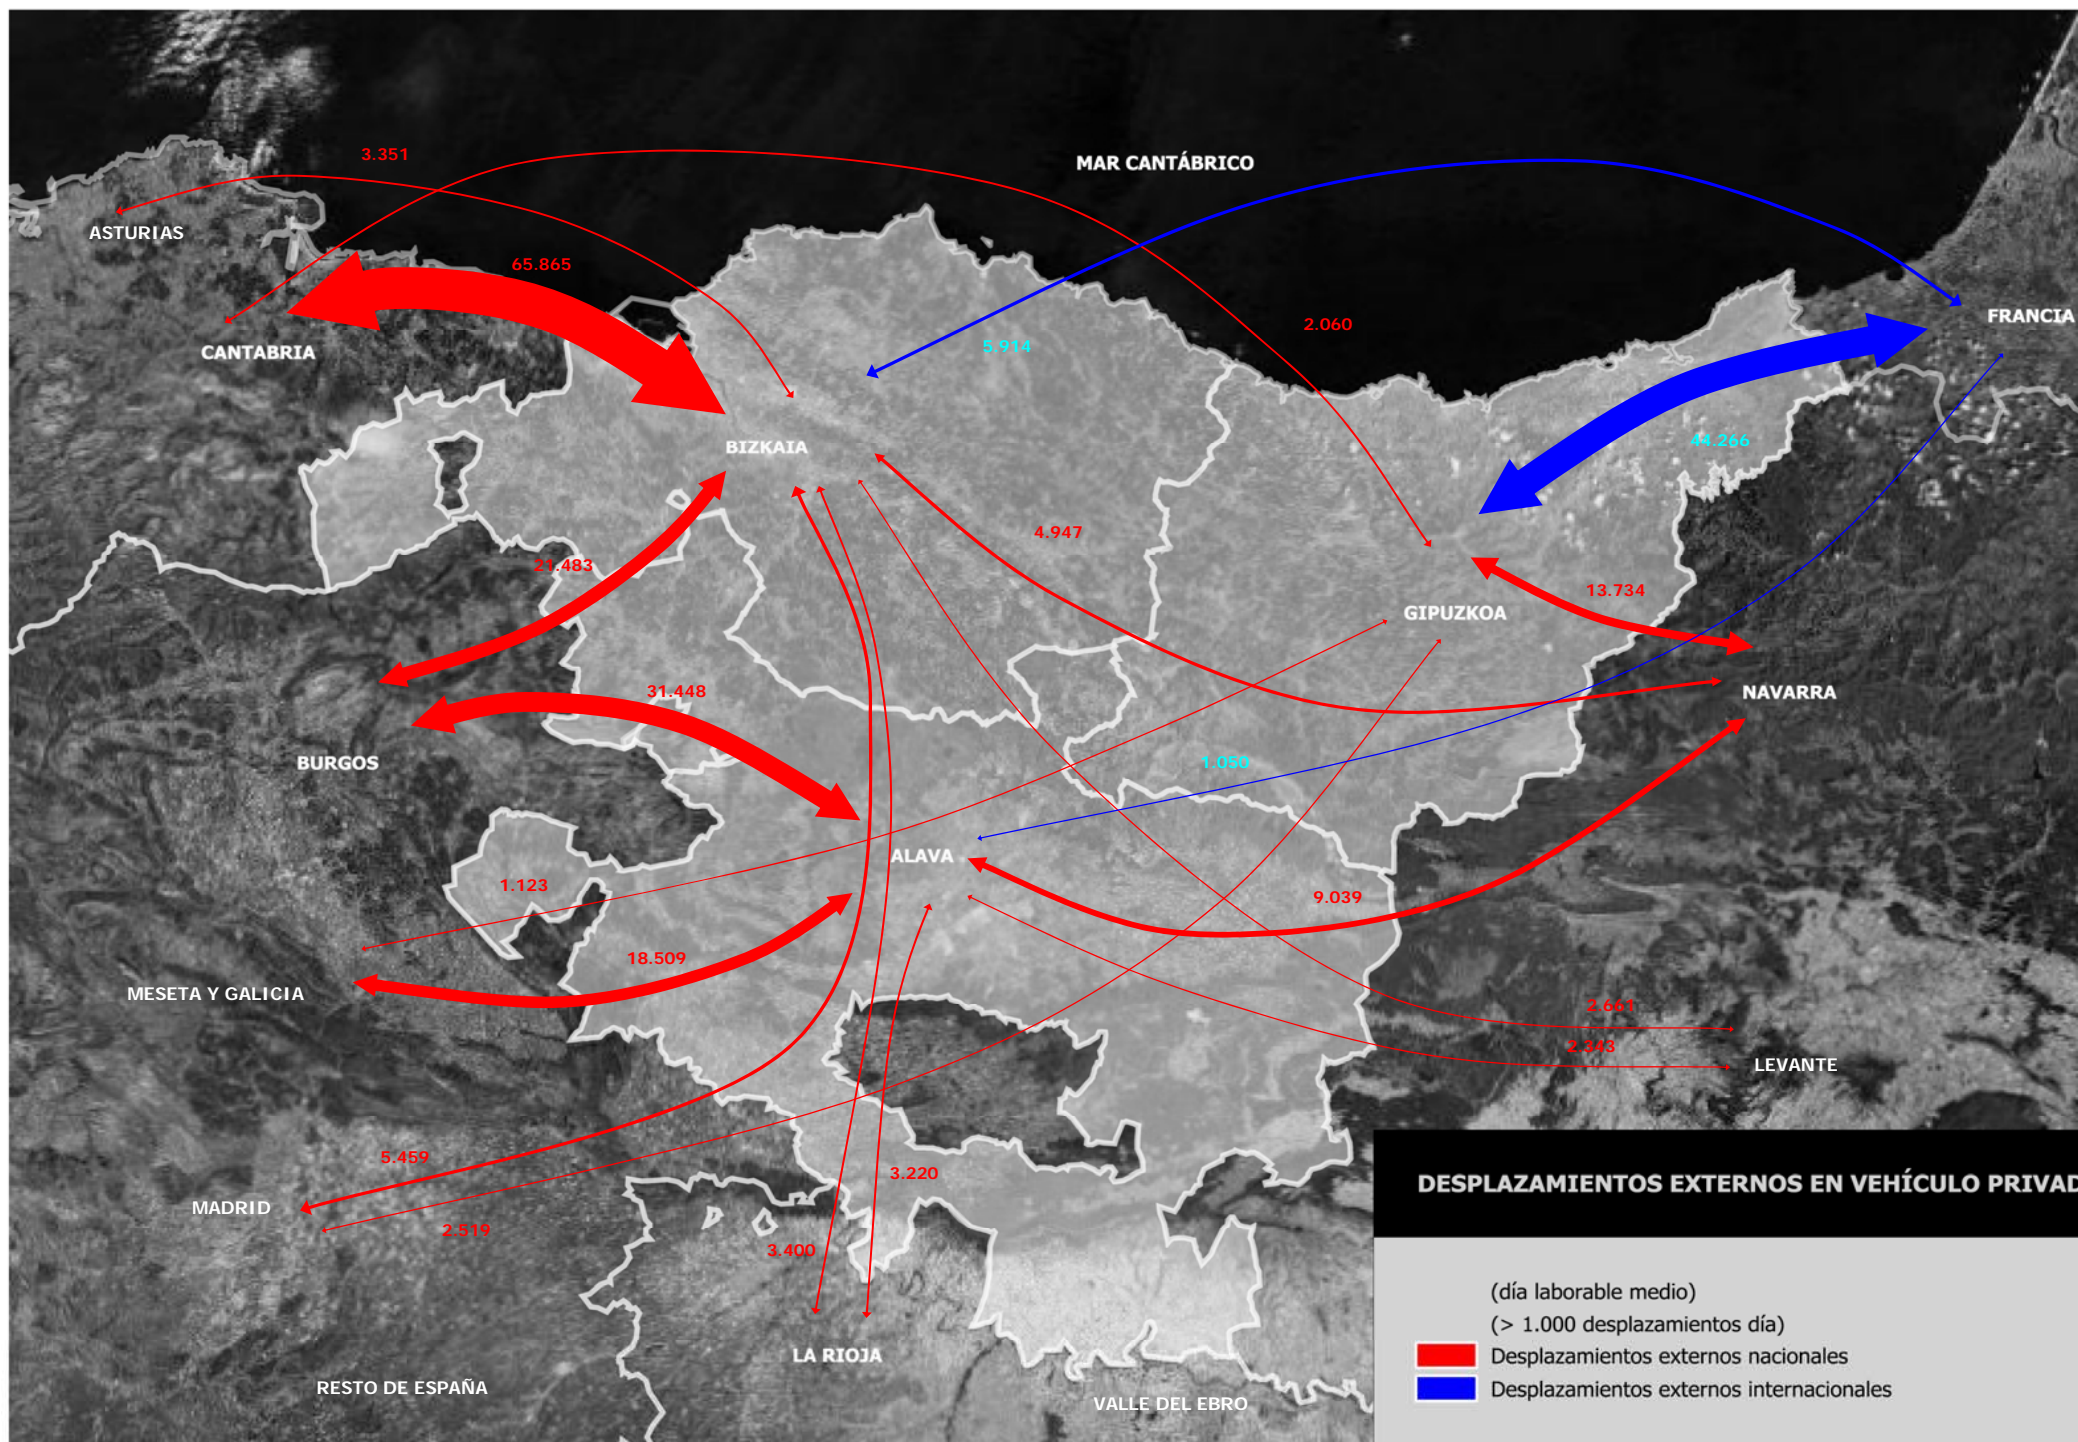 3.351
MAR CANTÁBRICO
ASTURIAS
65.865
2.060
FRANCIA
5.914
CANTABRIA
44.266
BIZKAIA
4.947
21.483
13.734
GIPUZKOA
31.448
NAVARRA
BURGOS
1.050
ALAVA
1.123
9.039
18.509
MESETA Y GALICIA
2.661
2.343
LEVANTE
5.459
3.220
MADRID
2.519
3.400
LA RIOJA
RESTO DE ESPAÑA
VALLE DEL EBRO
DESPLAZAMIENTOS EXTERNOS EN VEHÍCULO PRIVAD
(día laborable medio)
(> 1.000 desplazamientos día)
Desplazamientos externos nacionales
Desplazamientos externos internacionales